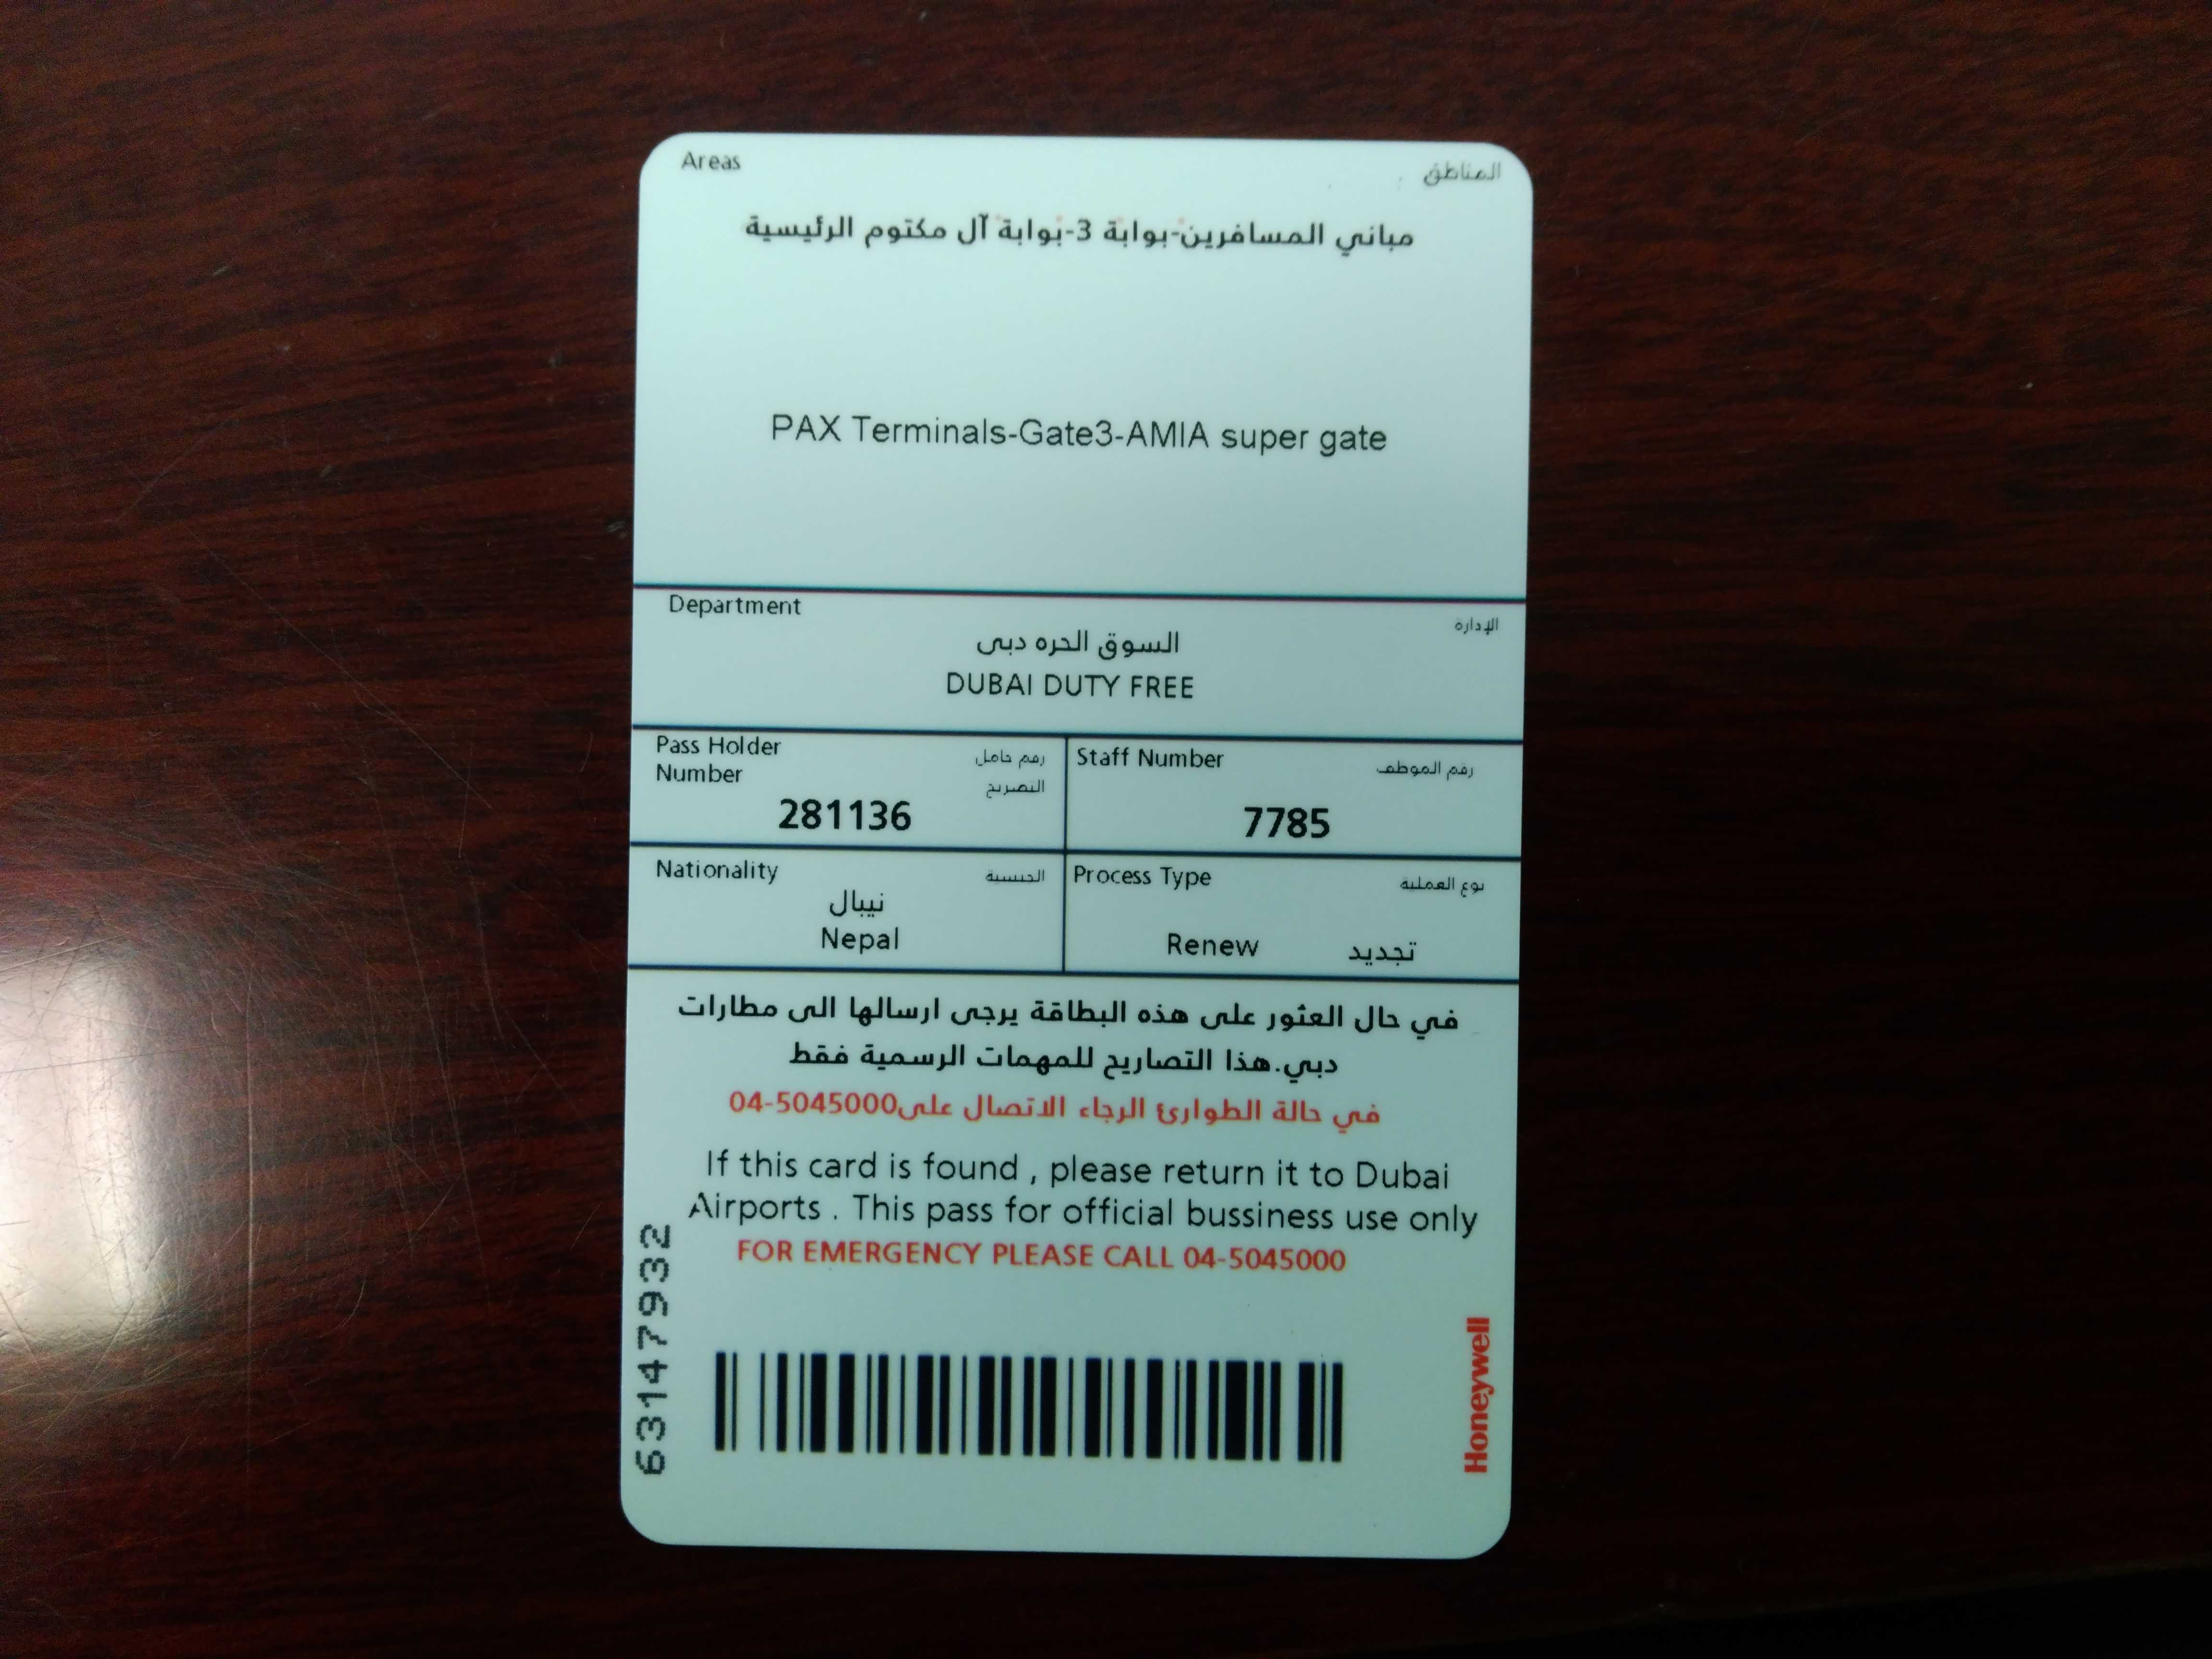 Areas
المناطق
مباني المسافرين-بوابة 3-بوابة آل مكتوم الرئيسية
PAX Terminals-Gate3-AMIA super gate
Department
الإدارة
السوق الحره دبى
DUBAI DUTY FREE
Pass Holder
Number
رقم حامل
التصريح
281136
Staff Number
رقم الموظف
7785
Nationality
الجنسية
نيبال
Nepal
Process Type
نوع العملية
Renew تجديد
في حال العثور على هذه البطاقة يرجى ارسالها الى مطارات
دبي.هذا التصاريح للمهمات الرسمية فقط
في حالة الطوارئ الرجاء الاتصال على04-5045000
If this card is found , please return it to Dubai
Airports . This pass for official bussiness use only
FOR EMERGENCY PLEASE CALL 04-5045000
63147932
Honeywell